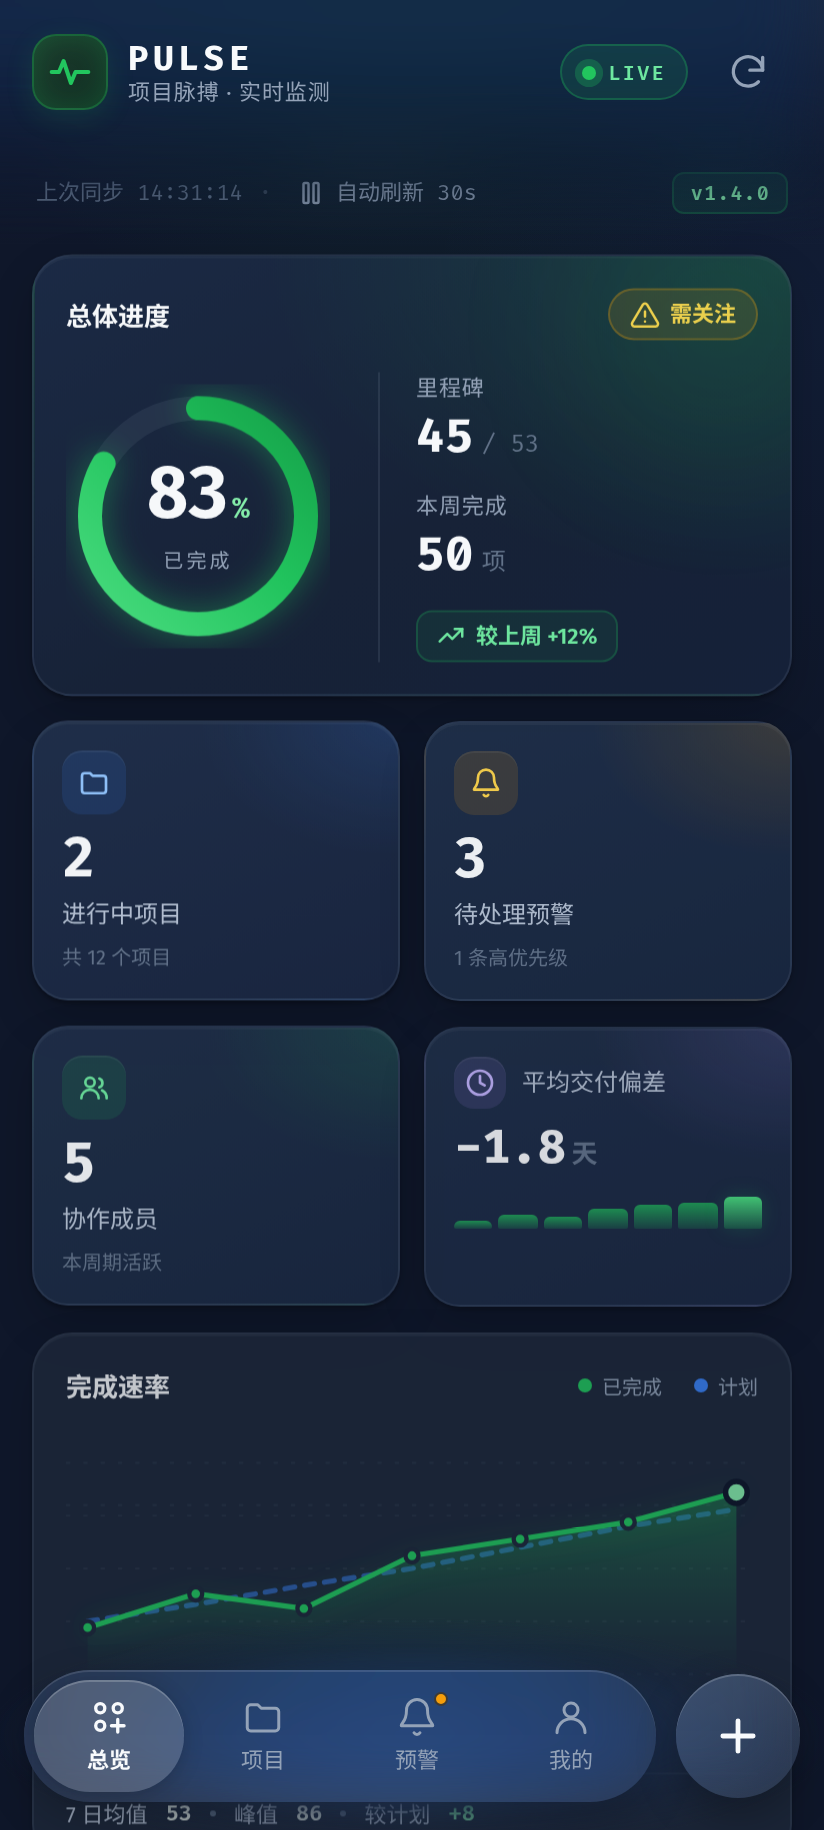 PULSE
项目脉搏 · 实时监测
LIVE
上次同步 14:31:14 · 自动刷新 30s
v1.4.0
总体进度
需关注
83%
已完成
里程碑
45 / 53
本周完成
50 项
较上周 +12%
2
进行中项目
共 12 个项目
3
待处理预警
1 条高优先级
5
协作成员
本周期活跃
平均交付偏差
-1.8 天
完成速率
已完成 计划
总览
项目
预警
我的
7 日均值 53 • 峰值 86 • 较计划 +8